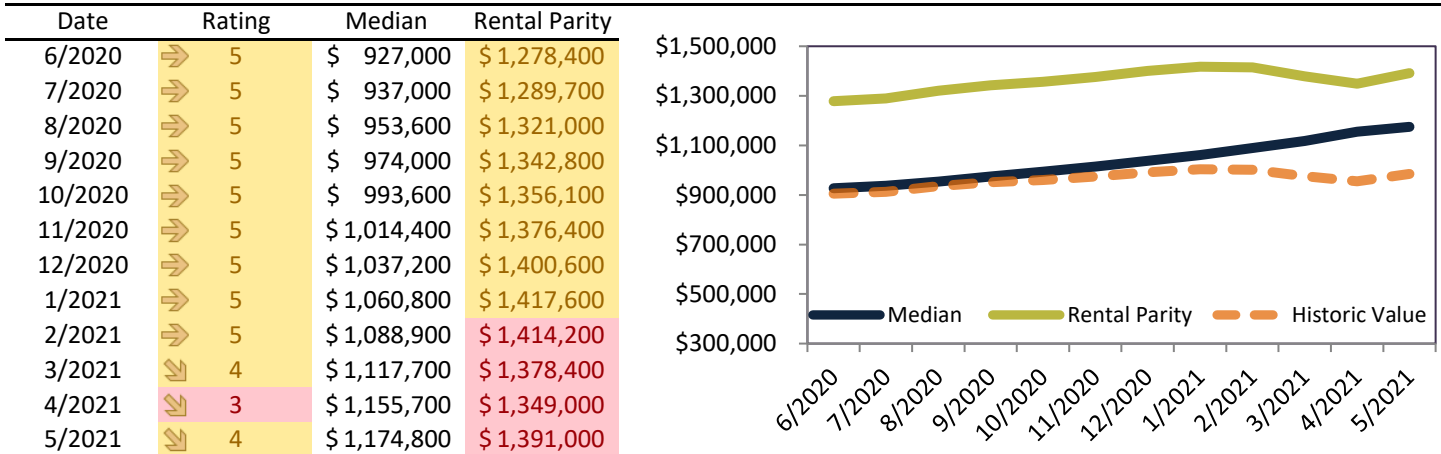 Date Rating Median Rental Parity
6/2020 5 $ 927,000 $ 1,278,400
7/2020 5 $ 937,000 $ 1,289,700
8/2020 5 $ 953,600 $ 1,321,000
9/2020 5 $ 974,000 $ 1,342,800
10/2020 5 $ 993,600 $ 1,356,100
11/2020 5 $ 1,014,400 $ 1,376,400
12/2020 5 $ 1,037,200 $ 1,400,600
1/2021 5 $ 1,060,800 $ 1,417,600
2/2021 5 $ 1,088,900 $ 1,414,200
3/2021 4 $ 1,117,700 $ 1,378,400
4/2021 3 $ 1,155,700 $ 1,349,000
5/2021 4 $ 1,174,800 $ 1,391,000
$1,500,000
$1,300,000
$1,100,000
$900,000
$700,000
$500,000
$300,000
Median Rental Parity Historic Value
6/2020 7/2020 8/2020 9/2020 10/2020 11/2020 12/2020 1/2021 2/2021 3/2021 4/2021 5/2021